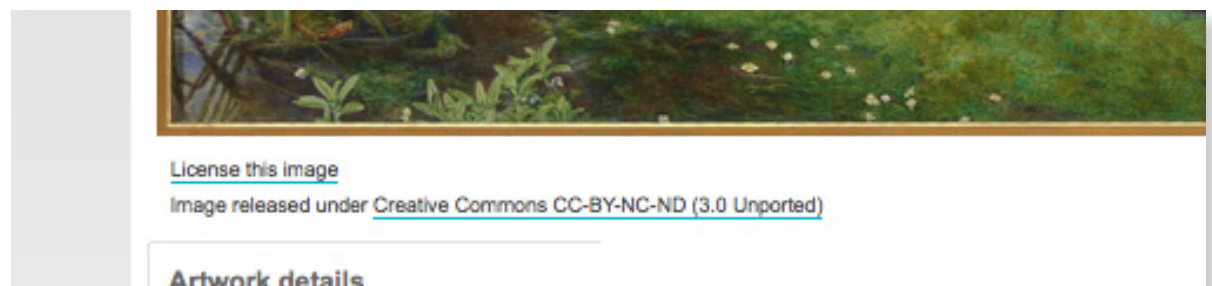 License this image
Image released under Creative Commons CC-BY-NC-ND (3.0 Unported)
Artwork details